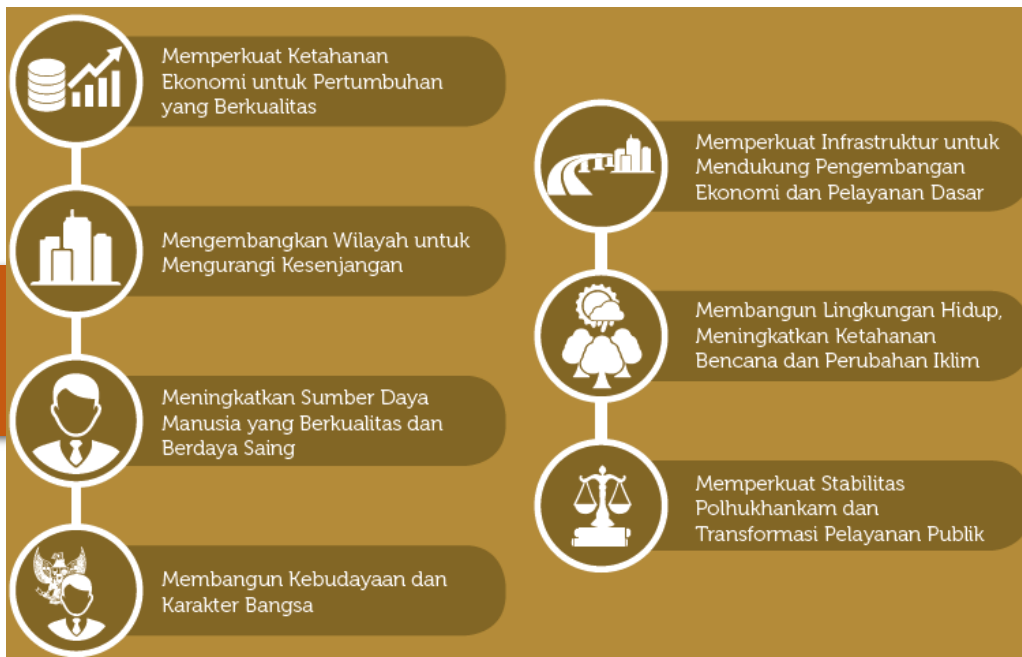 Memperkuat Ketahanan
Ekonomi untuk Pertumbuhan
yang Berkualitas
Mengembangkan Wilayah untuk
Mengurangi Kesenjangan
Meningkatkan Sumber Daya
Manusia yang Berkualitas dan
Berdaya Saing
Membangun Kebudayaan dan
Karakter Bangsa
Memperkuat Infrastruktur untuk
Mendukung Pengembangan
Ekonomi dan Pelayanan Dasar
Membangun Lingkungan Hidup,
Meningkatkan Ketahanan
Bencana dan Perubahan Iklim
Memperkuat Stabilitas
Polhukhankam dan
Transformasi Pelayanan Publik